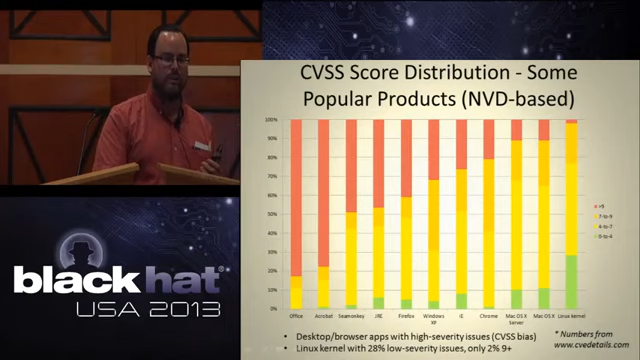 CVSS Score Distribution - Some
Popular Products (NVD-based)
100%
90%
80%
70%
60%
50%
40%
30%
20%
10%
0%
>9
7-to-9
4-to-7
0-to-4
Office
Acrobat
Seamonkey
JRE
Firefox
Windows
XP
IE
Chrome
Mac OS X
Server
Mac OS X
Linux kernel
• Desktop/browser apps with high-severity issues (CVSS bias)
• Linux kernel with 28% low-severity issues, only 2% 9+
* Numbers from
www.cvedetails.com
black hat
USA 2013